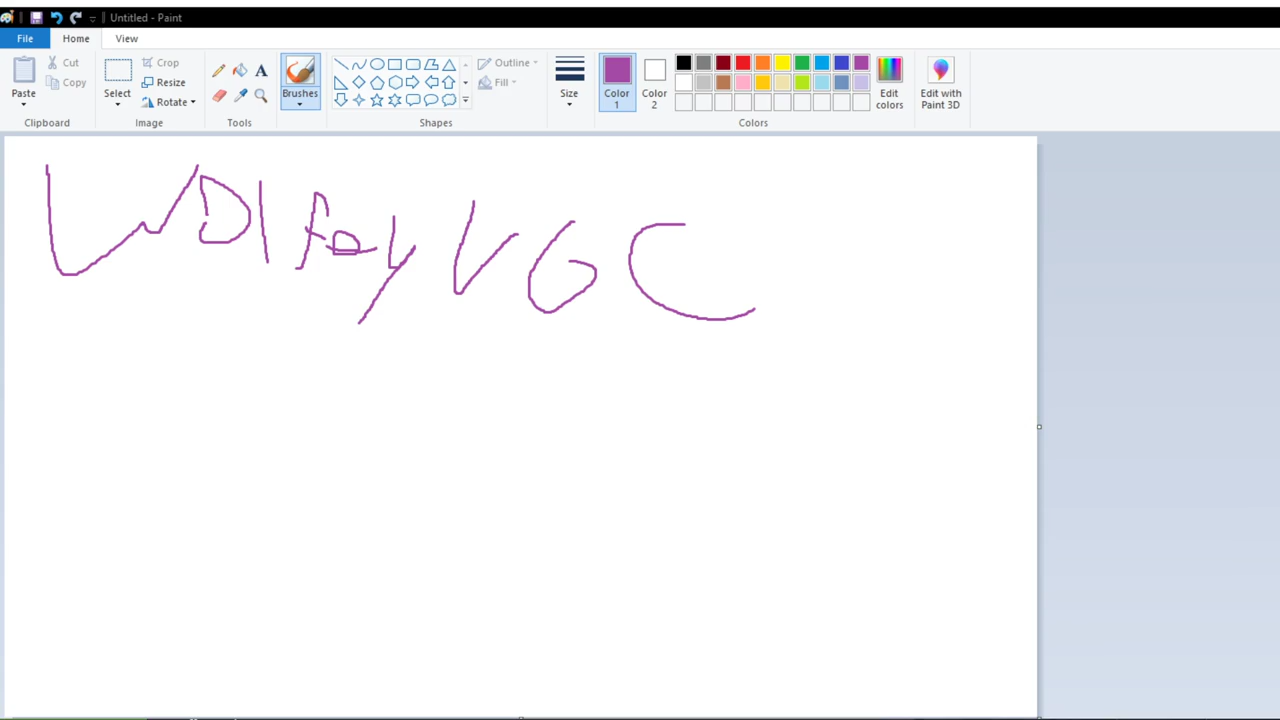 Untitled - Paint
File Home View
Paste Cut Copy Clipboard
Select Crop Resize Rotate Image
Tools
Brushes
Shapes Outline Fill
Size
Color 1 Color 2 Edit colors Colors
Edit with Paint 3D
Wolfey VGC